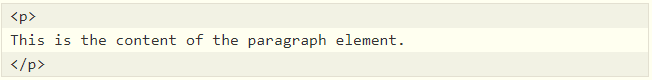 <p>
This is the content of the paragraph element.
</p>